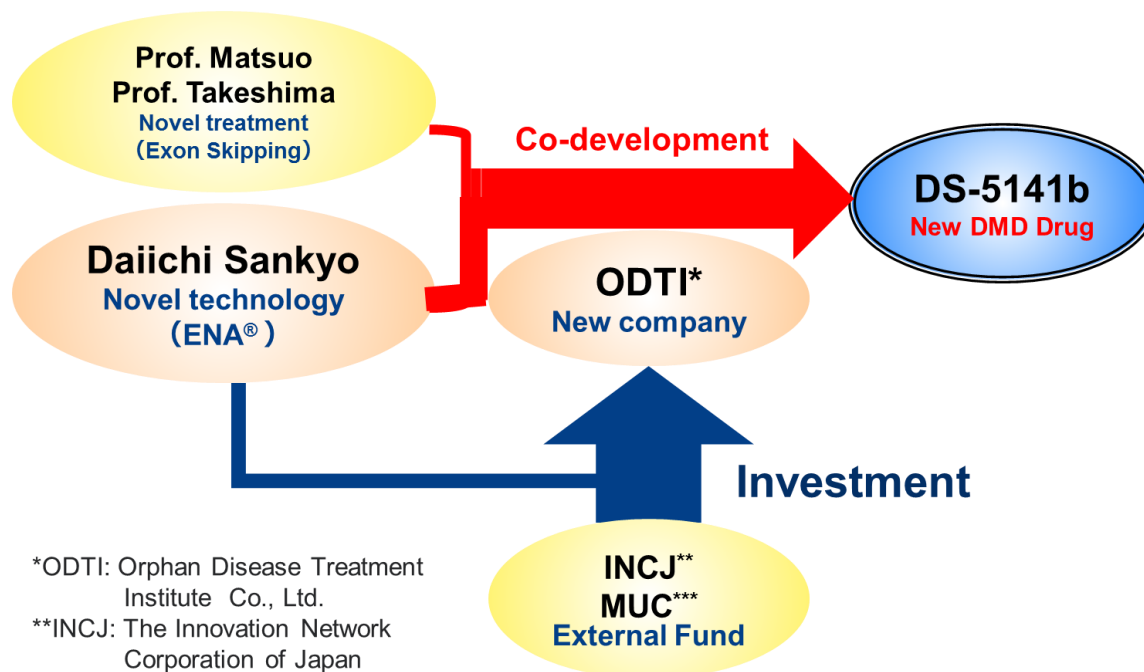 Prof. Matsuo
Prof. Takeshima
Novel treatment
（Exon Skipping）
Co-development
DS-5141b
New DMD Drug
Daiichi Sankyo
Novel technology
（ENA®）
ODTI*
New company
Investment
INCJ**
MUC***
External Fund
*ODTI: Orphan Disease Treatment
Institute Co., Ltd.
**INCJ: The Innovation Network
Corporation of Japan